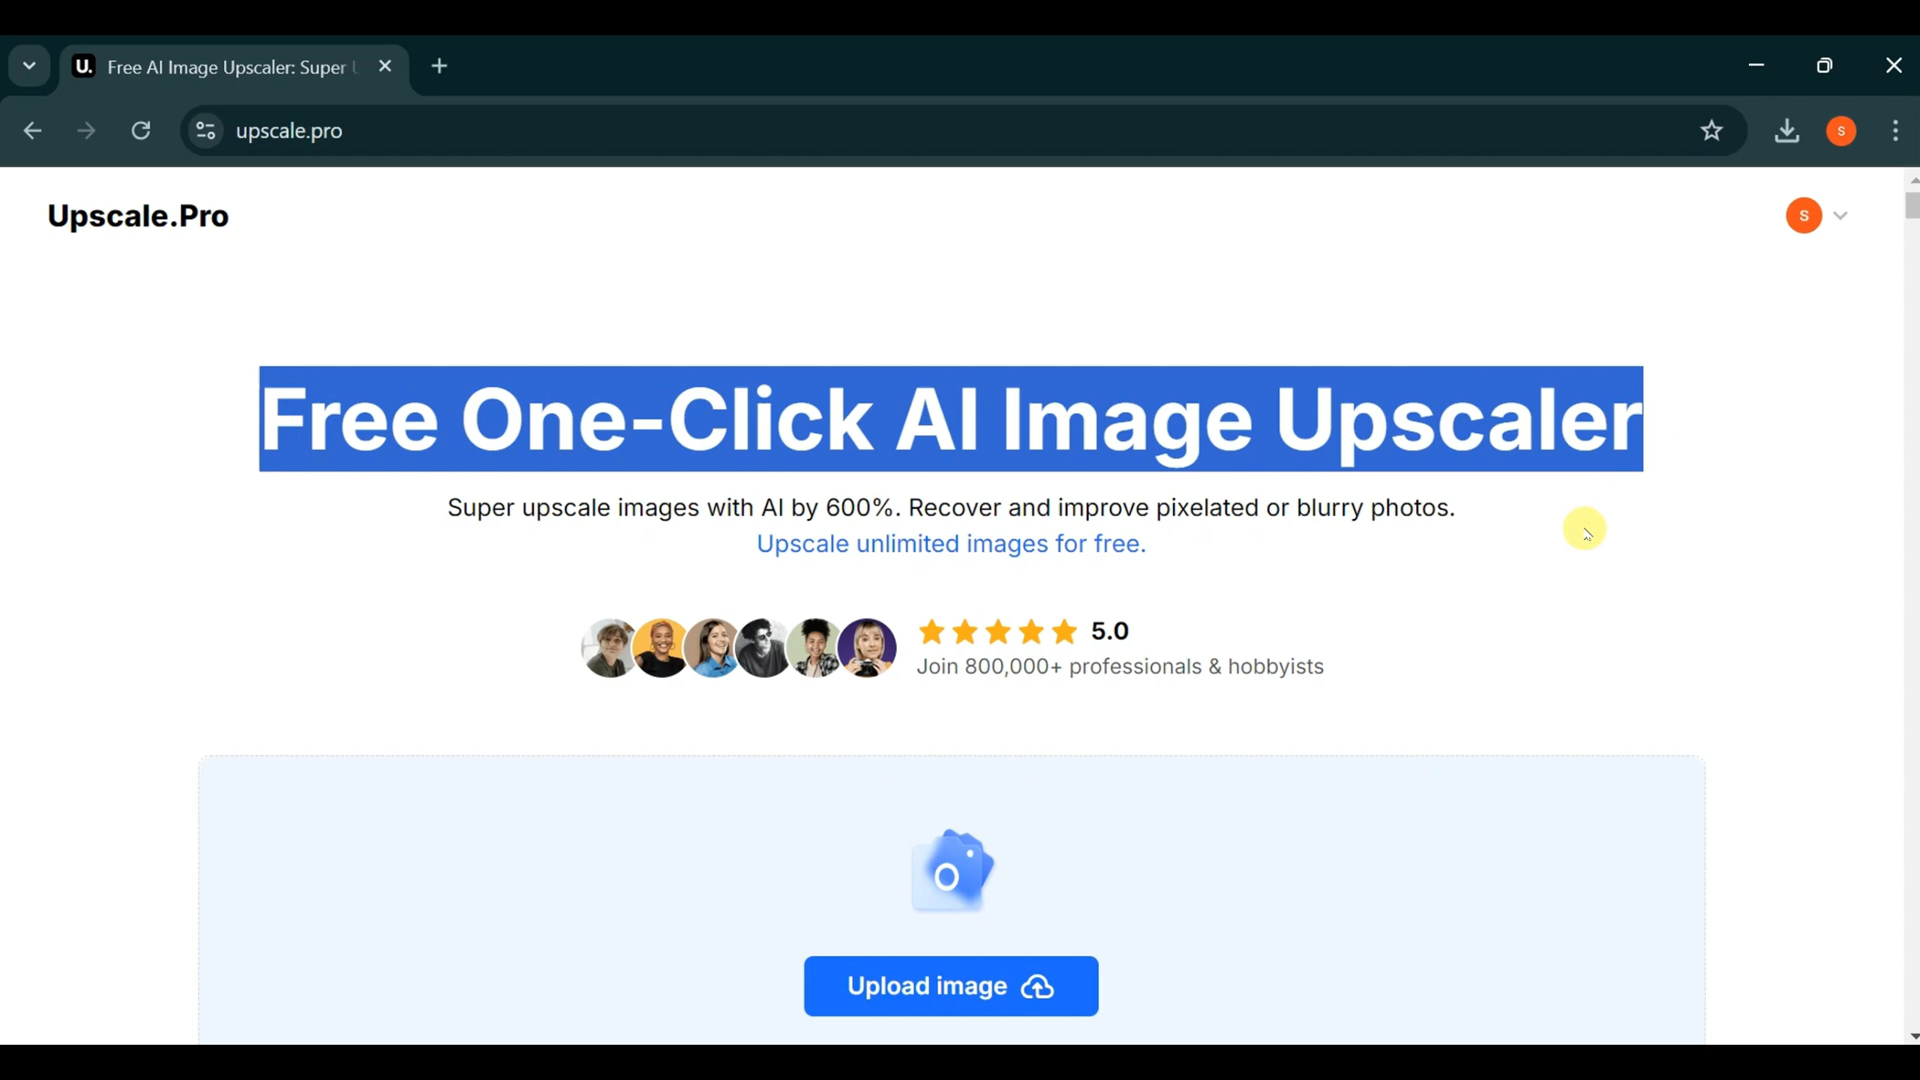 U. Free AI Image Upscaler: Super
upscale.pro
S
Upscale.Pro
S
Free One-Click AI Image Upscaler
Super upscale images with AI by 600%. Recover and improve pixelated or blurry photos.
Upscale unlimited images for free.
5.0
Join 800,000+ professionals & hobbyists
Upload image